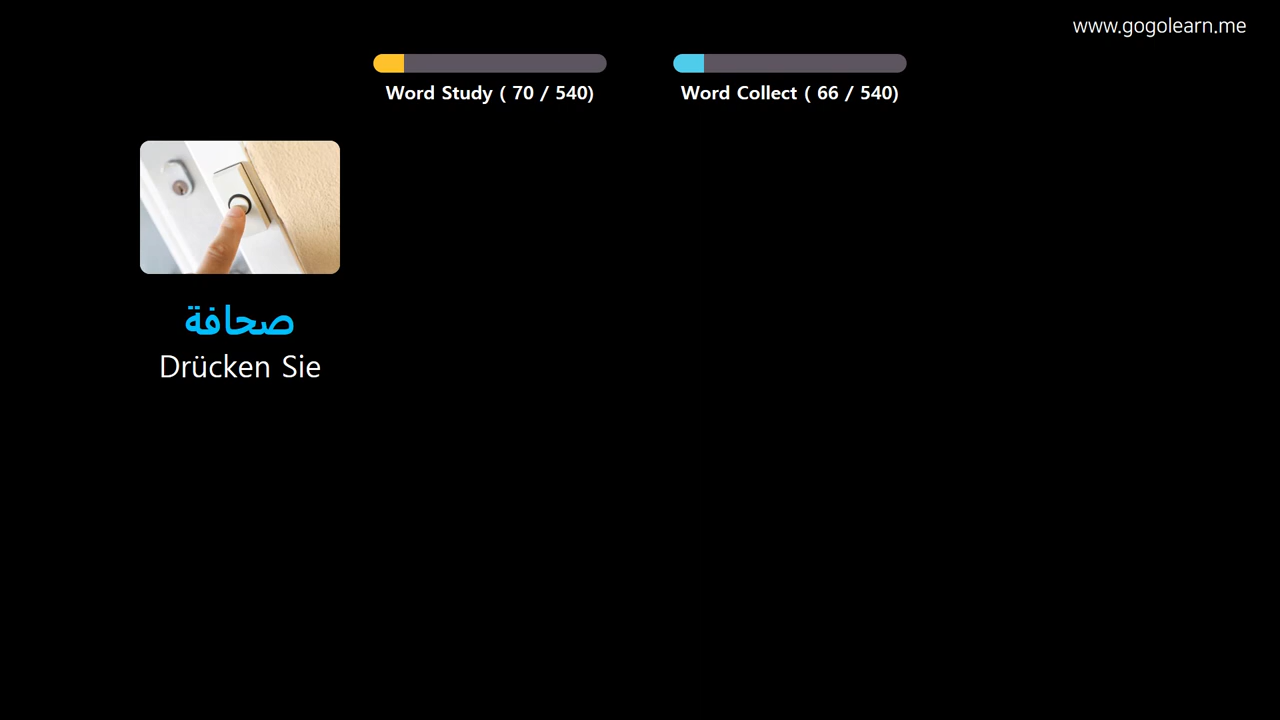 www.gogolearn.me
Word Study ( 70 / 540)
Word Collect ( 66 / 540)
صحافة
Drücken Sie